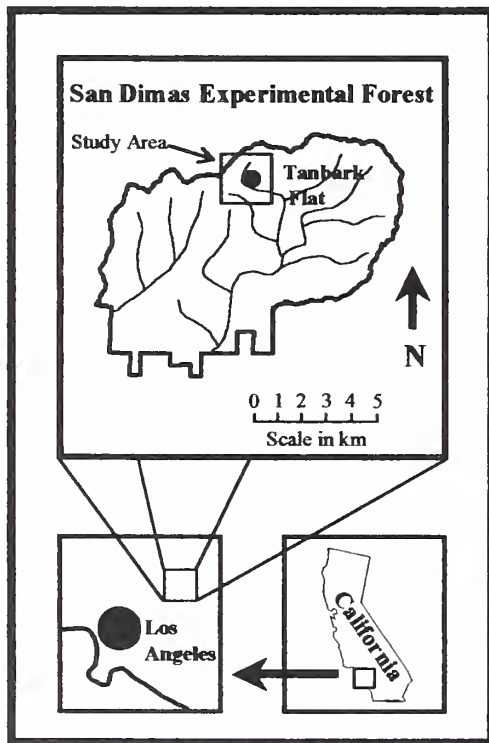 San Dimas Experimental Forest
Study Area
Tanbark
Flat
N
0 1 2 3 4 5
Scale in km
Los
Angeles
California